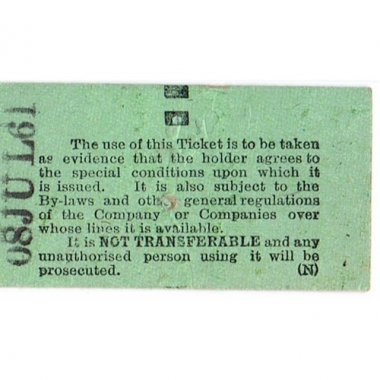 08JUL61
The use of this Ticket is to be taken
as evidence that the holder agrees to
the special conditions upon which it
is issued. It is also subject to the
By-laws and other general regulations
of the Company or Companies over
whose lines it is available.
It is NOT TRANSFERABLE and any
unauthorised person using it will be
prosecuted. (N)